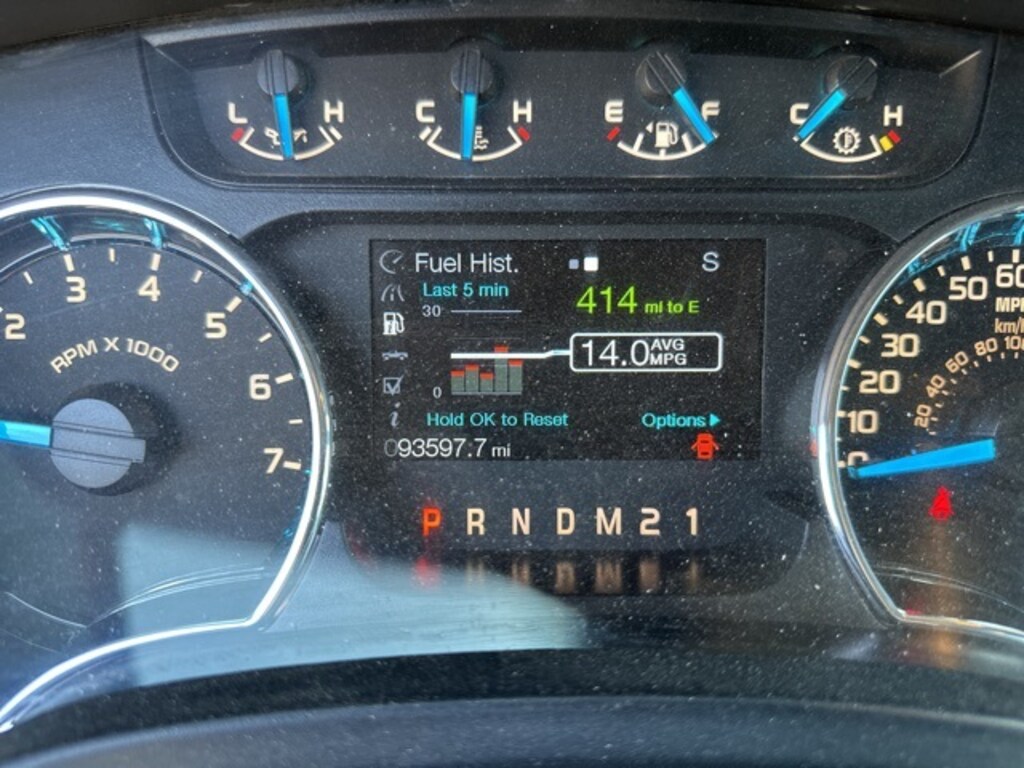 L H C H E F C H
Fuel Hist. S
Last 5 min
414 mi to E
30
14.0 AVG MPG
0
Hold OK to Reset Options
093597.7 mi
P R N D M 2 1
2 3 4 5 6 7
RPM X 1000
0 10 20 30 40 50 60
MPH
km/h
20 40 60 80